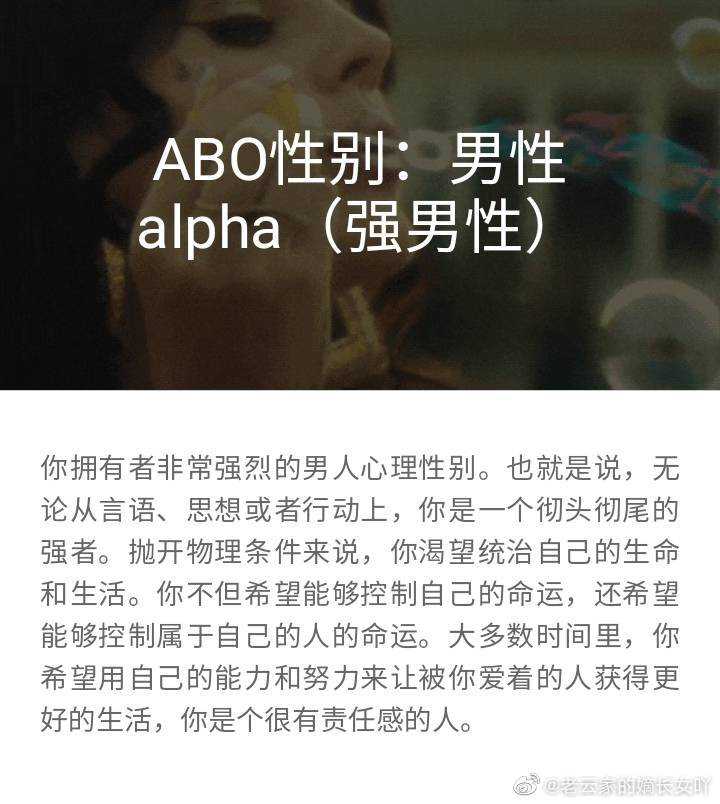 ABO性别：男性
alpha（强男性）
你拥有者非常强烈的男人心理性别。也就是说，无
论从言语、思想或者行动上，你是一个彻头彻尾的
强者。抛开物理条件来说，你渴望统治自己的生命
和生活。你不但希望能够控制自己的命运，还希望
能够控制属于自己的人的命运。大多数时间里，你
希望用自己的能力和努力来让被你爱着的人获得更
好的生活，你是个很有责任感的人。
@老云家的嫡长女吖